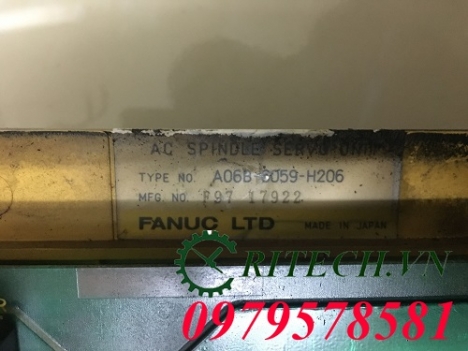 AC SPINDLE SERVO UNIT
TYPE NO. A06B-6059-H206
MFG. NO. F97 17922
FANUC LTD MADE IN JAPAN
RITECH.VN
0979578581